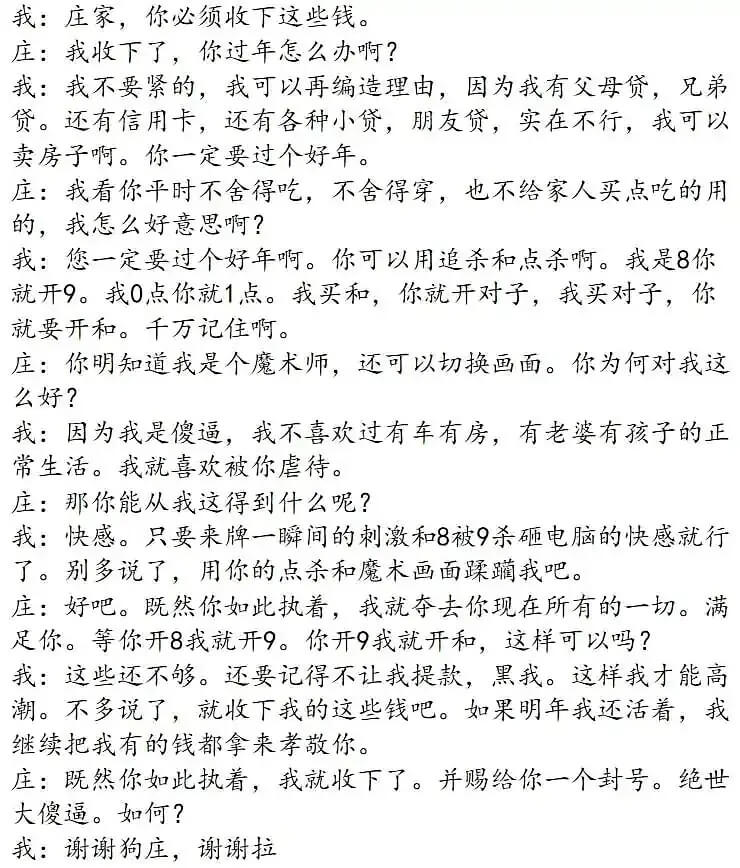 我：庄家，你必须收下这些钱。
庄：我收下了，你过年怎么办啊？
我：我不要紧的，我可以再编造理由，因为我有父母贷，兄弟
贷。还有信用卡，还有各种小贷，朋友贷，实在不行，我可以
卖房子啊。你一定要过个好年。
庄：我看你平时不舍得吃，不舍得穿，也不给家人买点吃的用
的，我怎么好意思啊？
我：您一定要过个好年啊。你可以用追杀和点杀啊。我是8你
就开9。我0点你就1点。我买和，你就开对子，我买对子，你
就要开和。千万记住啊。
庄：你明知道我是个魔术师，还可以切换画面。你为何对我这
么好？
我：因为我是傻逼，我不喜欢过有车有房，有老婆有孩子的正
常生活。我就喜欢被你虐待。
庄：那你能从我这得到什么呢？
我：快感。只要来牌一瞬间的刺激和8被9杀砸电脑的快感就行
了。别多说了，用你的点杀和魔术画面蹂躏我吧。
庄：好吧。既然你如此执着，我就夺去你现在所有的一切。满
足你。等你开8我就开9。你开9我就开和，这样可以吗？
我：这些还不够。还要记得不让我提款，黑我。这样我才能高
潮。不多说了，就收下我的这些钱吧。如果明年我还活着，我
继续把我有的钱都拿来孝敬你。
庄：既然你如此执着，我就收下了。并赐给你一个封号。绝世
大傻逼。如何？
我：谢谢狗庄，谢谢拉